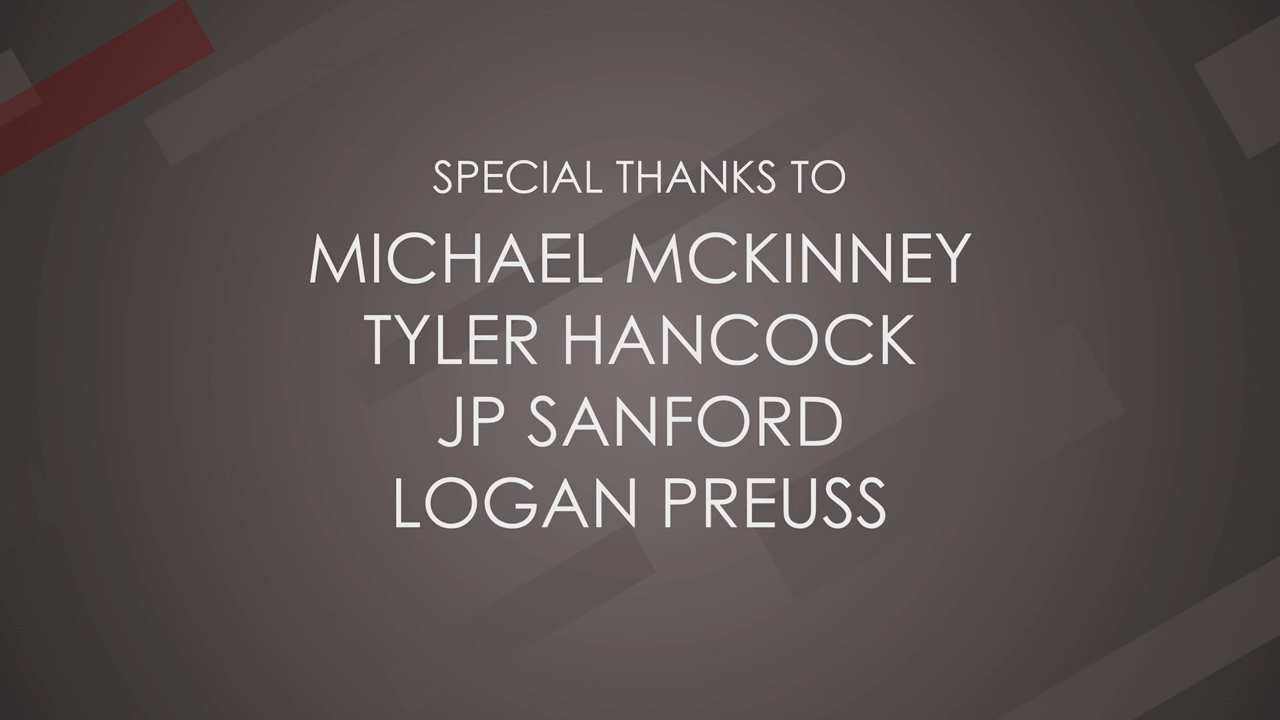 SPECIAL THANKS TO
MICHAEL MCKINNEY
TYLER HANCOCK
JP SANFORD
LOGAN PREUSS